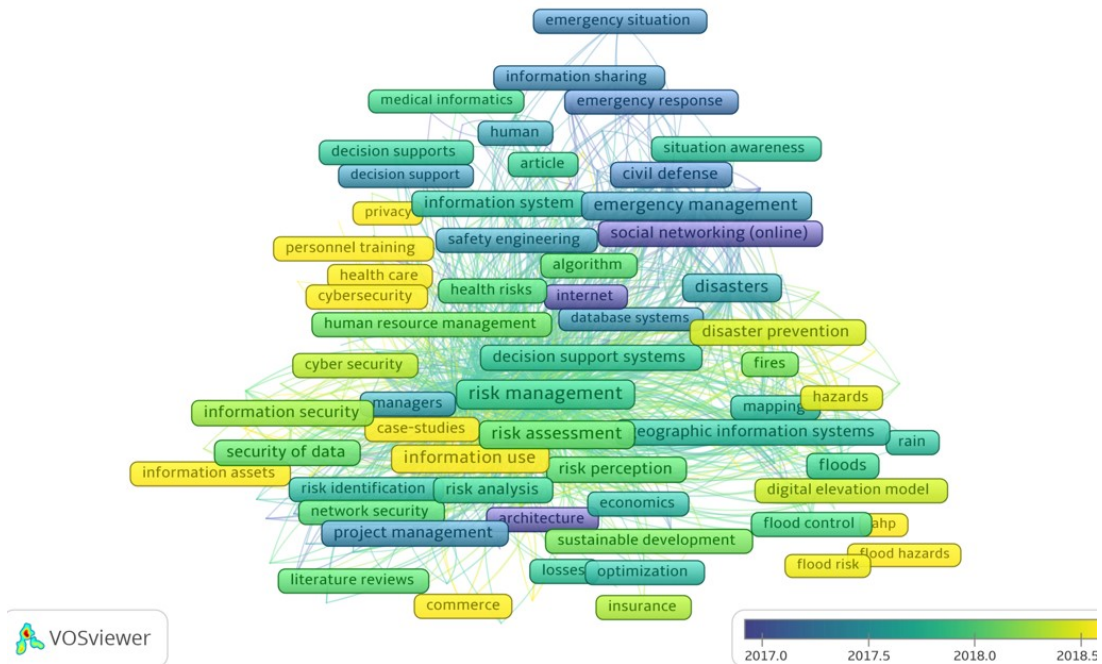 emergency situation
information sharing
medical informatics
emergency response
human
decision supports
situation awareness
article
decision support
civil defense
information system
emergency management
privacy
social networking (online)
safety engineering
personnel training
algorithm
health care
disasters
health risks
cybersecurity
internet
database systems
human resource management
disaster prevention
decision support systems
cyber security
fires
risk management
hazards
managers
mapping
information security
case-studies
risk assessment
eographic information systems
rain
security of data
information use
risk perception
floods
information assets
risk identification
risk analysis
digital elevation model
economics
network security
architecture
flood control
ahp
project management
sustainable development
flood hazards
flood risk
losses
optimization
literature reviews
commerce
insurance
VOSviewer
2017.0 2017.5 2018.0 2018.5